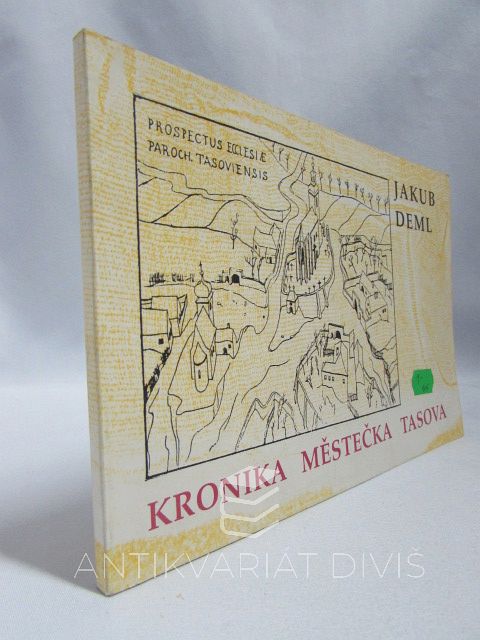 PROSPECTUS ECCLESIÆ
PAROCH. TASOVIENSIS
JAKUB
DEML
KRONIKA MĚSTEČKA TASOVA
ANTIKVARIÁT DIVIŠ